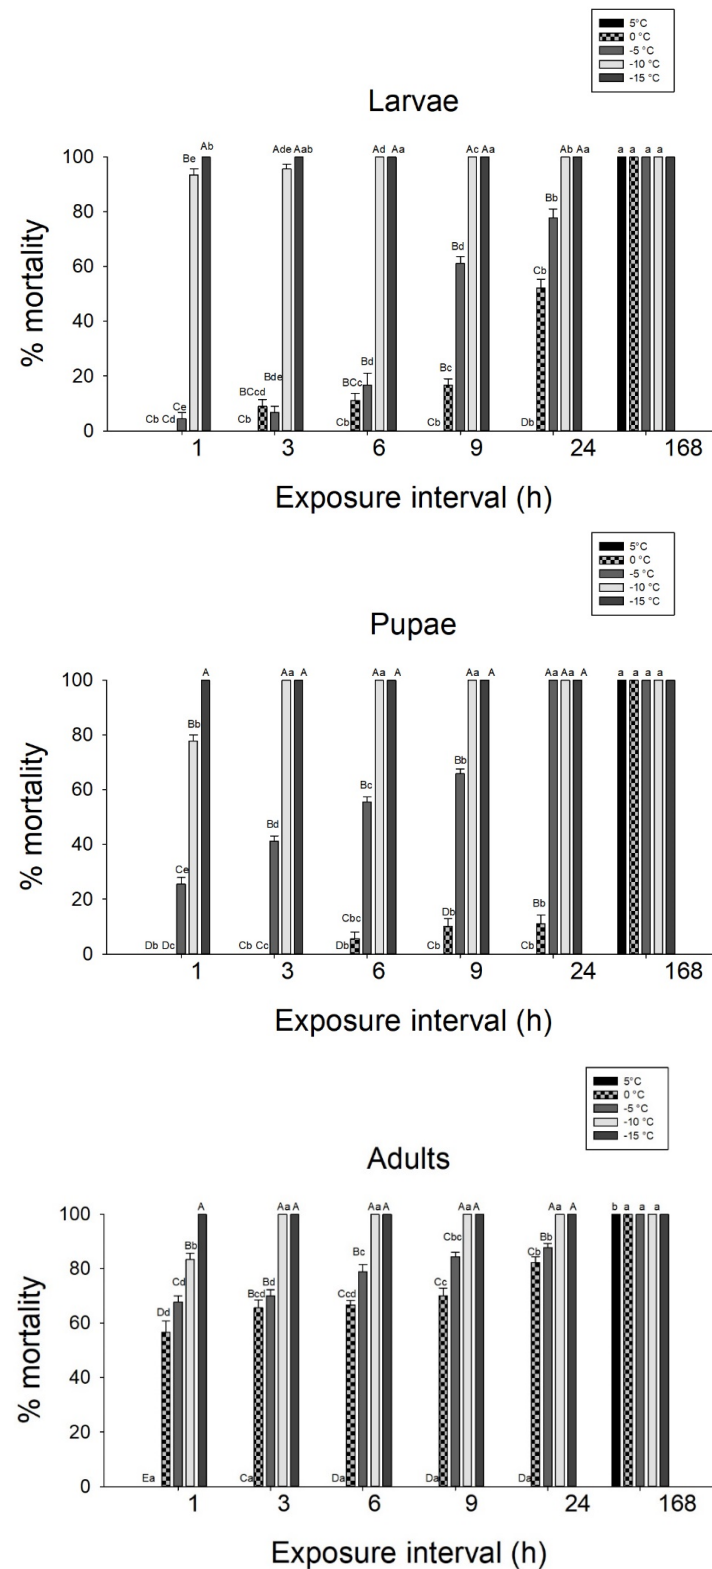 5°C
0 °C
-5 °C
-10 °C
-15 °C
Larvae
Ab Ade Aab Ad Aa Ac Aa Ab Aa a a a a
Be
100
Bb
80
Bd
Cb
60
% mortality
40
Bd
Bc
20
BCcd Bde BCc
Ce
Cb Cd Cb Cb Cb Db
0
1 3 6 9 24 168
Exposure interval (h)
5°C
0 °C
-5 °C
-10 °C
-15 °C
Pupae
A Aa A Aa A Aa A Aa Aa A a a a a
100
Bb
80
Bb
Bc
60
% mortality
Bd
40
Ce
20
Cbc Db Bb
Db Dc Cb Cc Db Cb Cb
0
1 3 6 9 24 168
Exposure interval (h)
5°C
0 °C
-5 °C
-10 °C
-15 °C
Adults
A Aa A Aa A Aa A Aa A b a a a
100
Bb Bc Cbc Cb Bb
80
Cd Bcd Bd Ccd Cc
Dd
60
% mortality
40
20
Ea Ca Da Da Da
0
1 3 6 9 24 168
Exposure interval (h)